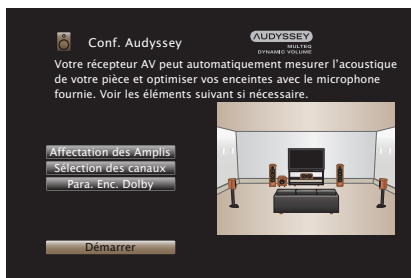 Conf. Audyssey
AUDYSSEY
MULTEQ
DYNAMIC VOLUME
Votre récepteur AV peut automatiquement mesurer l'acoustique
de votre pièce et optimiser vos enceintes avec le microphone
fournie. Voir les éléments suivant si nécessaire.
Affectation des Amplis
Sélection des canaux
Para. Enc. Dolby
Démarrer